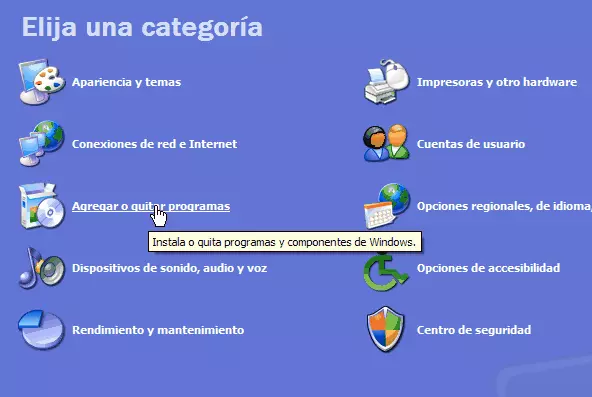 Elija una categoría
Apariencia y temas
Impresoras y otro hardware
Conexiones de red e Internet
Cuentas de usuario
Agregar o quitar programas
Opciones regionales, de idioma,
Instala o quita programas y componentes de Windows.
Dispositivos de sonido, audio y voz
Opciones de accesibilidad
Rendimiento y mantenimiento
Centro de seguridad